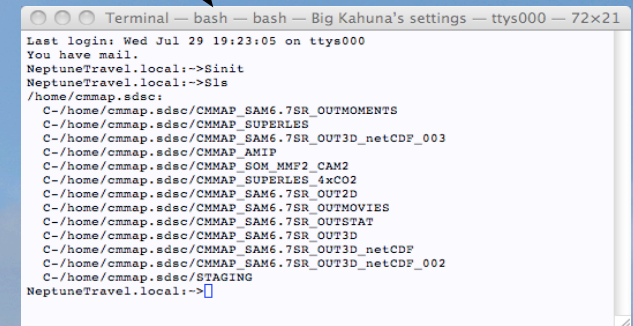 Terminal — bash — bash — Big Kahuna's settings — ttys000 — 72×21
Last login: Wed Jul 29 19:23:05 on ttys000
You have mail.
NeptuneTravel.local:~>Sinit
NeptuneTravel.local:~>Sls
/home/cmmap.sdsc:
  C-/home/cmmap.sdsc/CMMAP_SAM6.7SR_OUTMOMENTS
  C-/home/cmmap.sdsc/CMMAP_SUPERLES
  C-/home/cmmap.sdsc/CMMAP_SAM6.7SR_OUT3D_netCDF_003
  C-/home/cmmap.sdsc/CMMAP_AMIP
  C-/home/cmmap.sdsc/CMMAP_SOM_MMF2_CAM2
  C-/home/cmmap.sdsc/CMMAP_SUPERLES_4xCO2
  C-/home/cmmap.sdsc/CMMAP_SAM6.7SR_OUT2D
  C-/home/cmmap.sdsc/CMMAP_SAM6.7SR_OUTMOVIES
  C-/home/cmmap.sdsc/CMMAP_SAM6.7SR_OUTSTAT
  C-/home/cmmap.sdsc/CMMAP_SAM6.7SR_OUT3D
  C-/home/cmmap.sdsc/CMMAP_SAM6.7SR_OUT3D_netCDF
  C-/home/cmmap.sdsc/CMMAP_SAM6.7SR_OUT3D_netCDF_002
  C-/home/cmmap.sdsc/STAGING
NeptuneTravel.local:~>